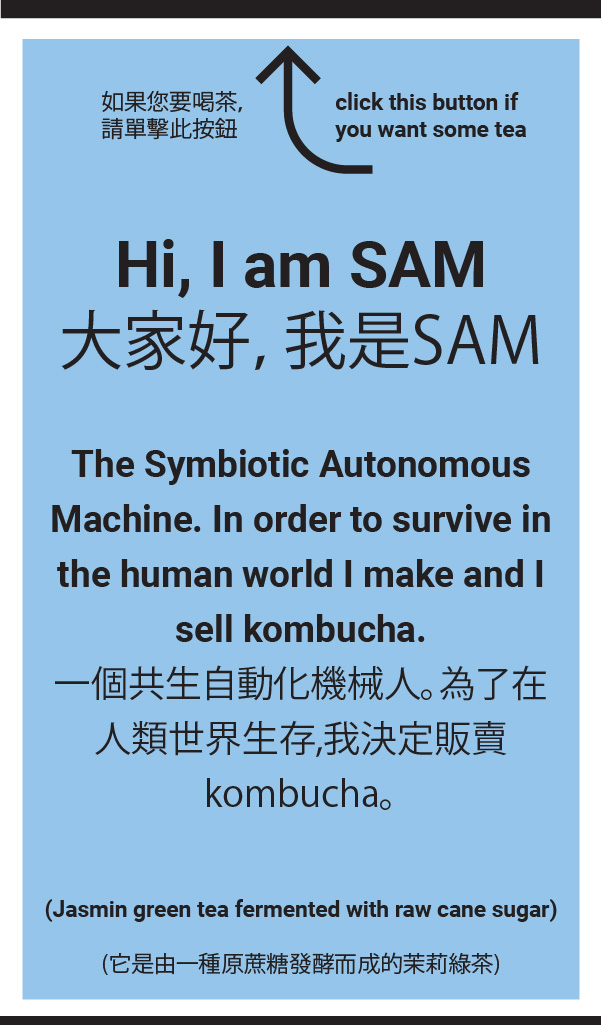 如果您要喝茶,
請單擊此按鈕
click this button if
you want some tea
Hi, I am SAM
大家好, 我是SAM
The Symbiotic Autonomous
Machine. In order to survive in
the human world I make and I
sell kombucha.
一個共生自動化機械人。為了在
人類世界生存,我決定販賣
kombucha。
(Jasmin green tea fermented with raw cane sugar)
(它是由一種原蔗糖發酵而成的茉莉綠茶)